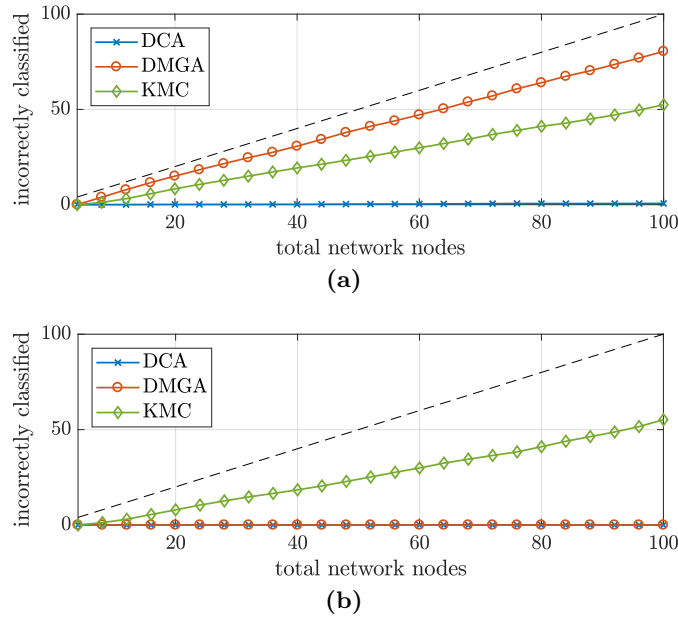 100
50
0
incorrectly classified
DCA
DMGA
KMC
20 40 60 80 100
total network nodes
(a)
100
50
0
incorrectly classified
DCA
DMGA
KMC
20 40 60 80 100
total network nodes
(b)